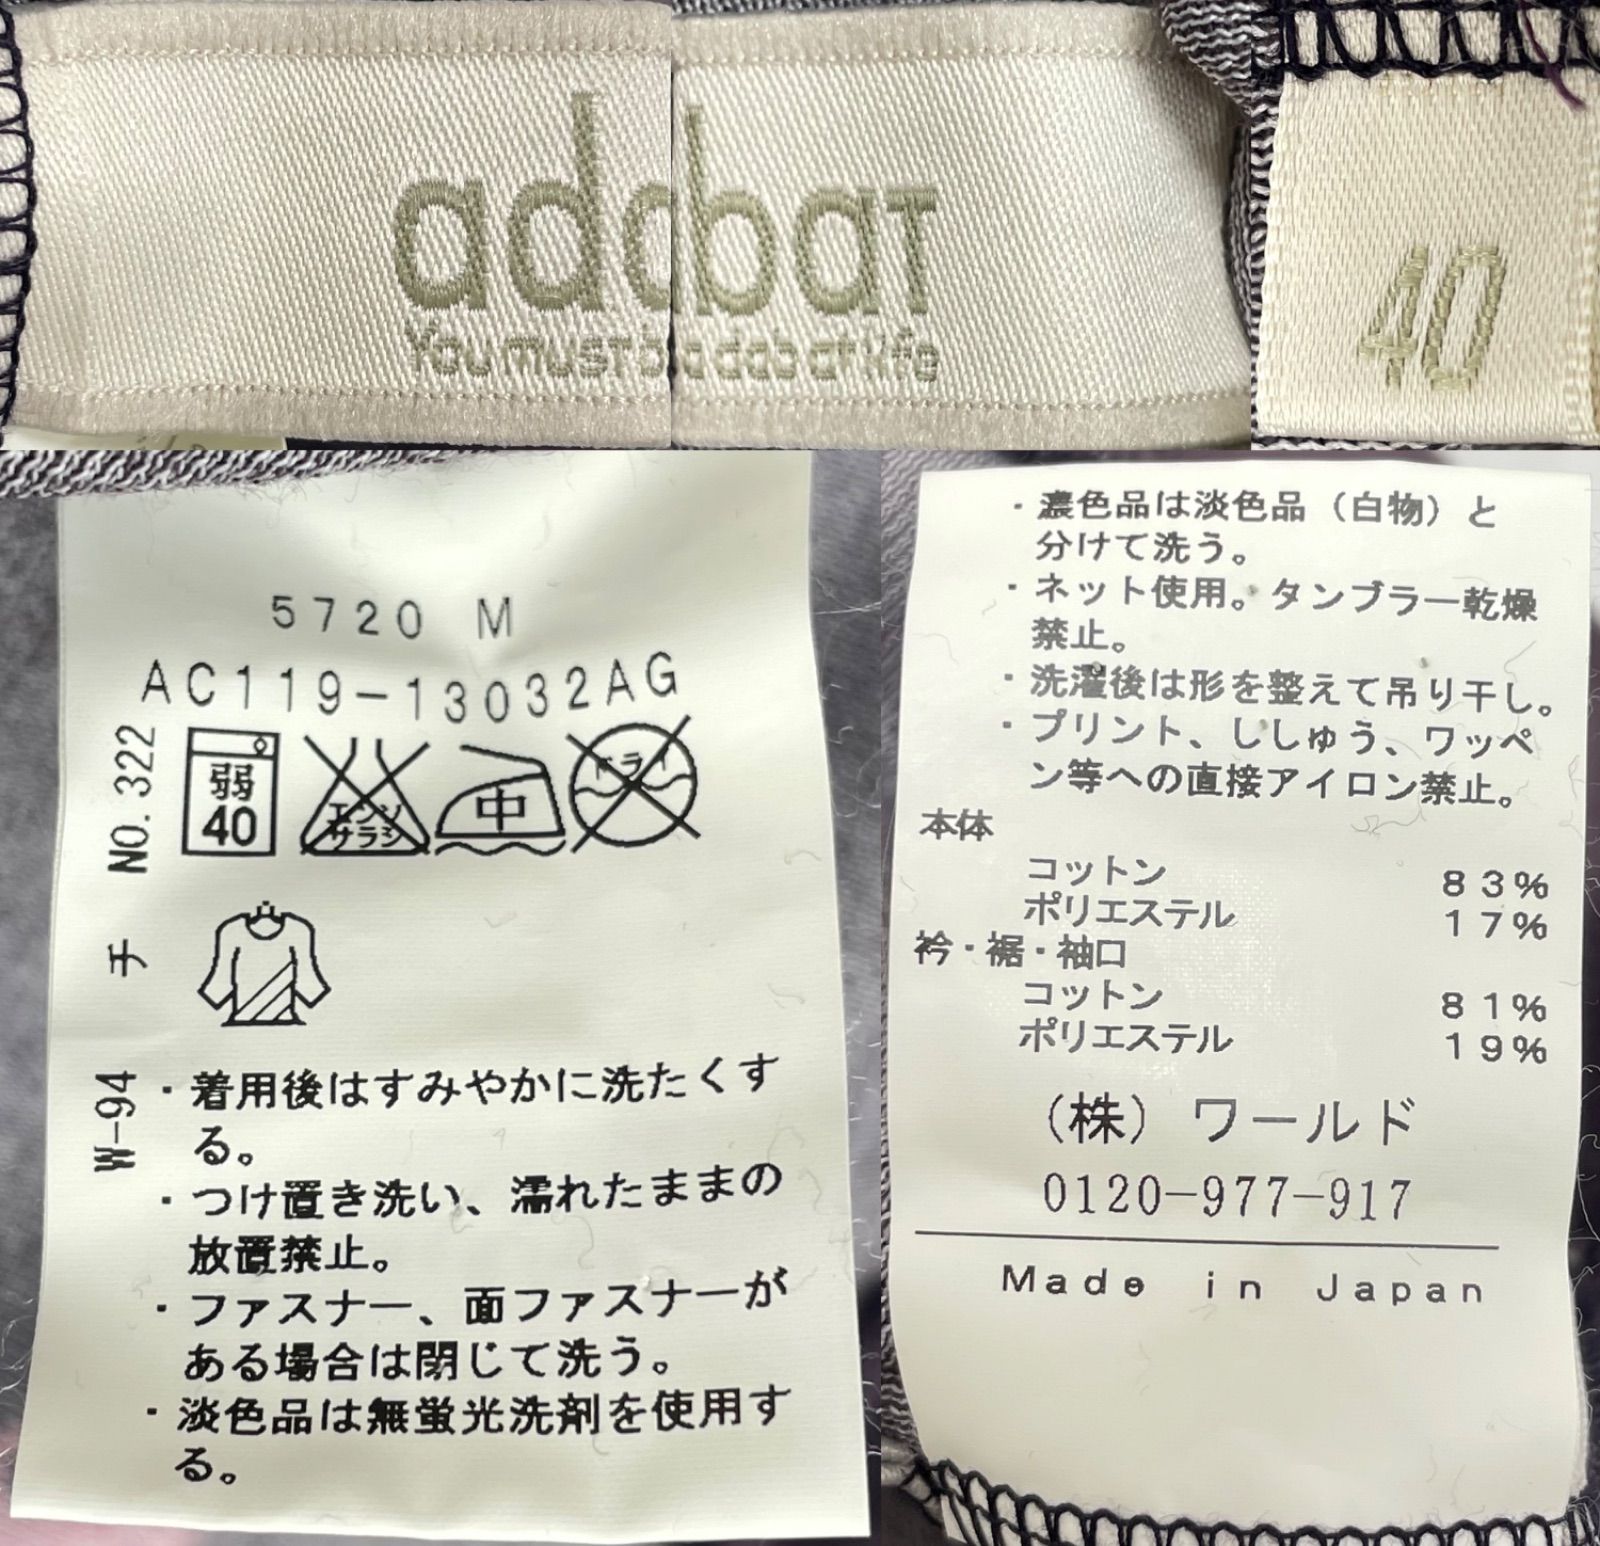 adabat
You must b adabat life
40
5720 M
AC119-13032AG
NO.322
チ
W-94
弱
40
エンソ
サラシ
中
ドライ
・着用後はすみやかに洗たくす
る。
・つけ置き洗い、濡れたままの
放置禁止。
・ファスナー、面ファスナーが
ある場合は閉じて洗う。
・淡色品は無蛍光洗剤を使用す
る。
・濃色品は淡色品（白物）と
分けて洗う。
・ネット使用。タンブラー乾燥
禁止。
・洗濯後は形を整えて吊り干し。
・プリント、ししゅう、ワッペ
ン等への直接アイロン禁止。
本体
コットン 83%
ポリエステル 17%
衿・裾・袖口
コットン 81%
ポリエステル 19%
（株）ワールド
0120-977-917
Made in Japan